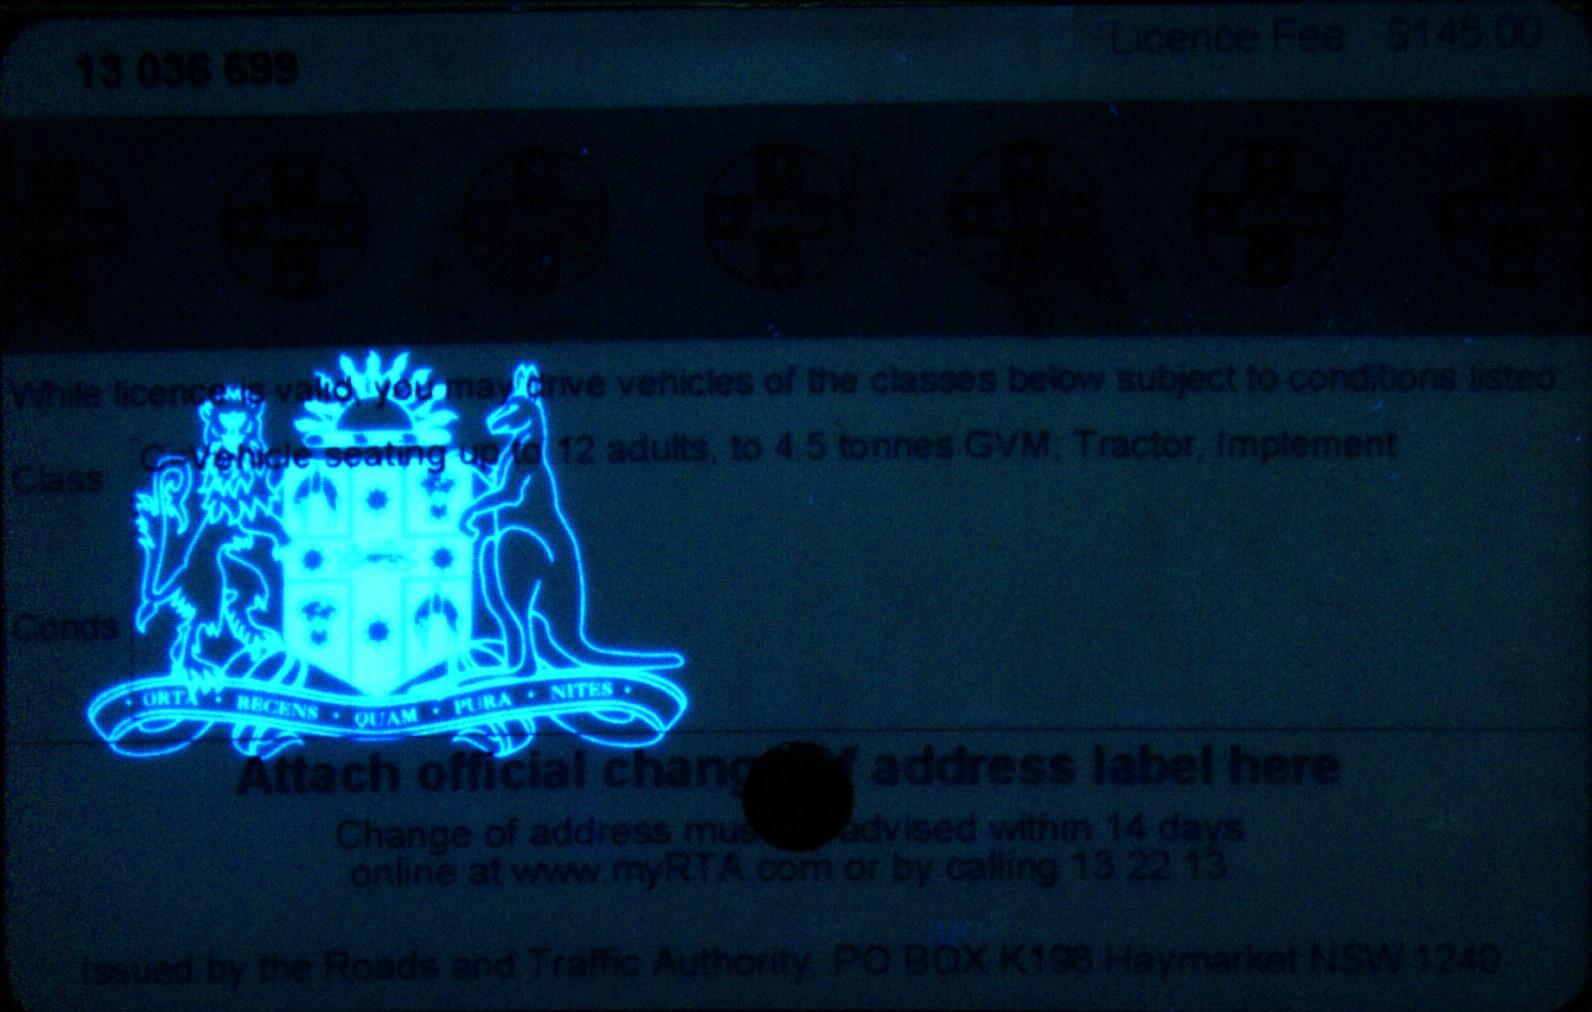 13 036 699
Licence Fee $145.00
While licence is valid, you may drive vehicles of the classes below subject to conditions listed
C-Vehicle seating up to 12 adults, to 4.5 tonnes GVM, Tractor, Implement
Class
Conds
ORTA · RECENS · QUAM · PURA · NITES
Attach official change of address label here
Change of address must advised within 14 days
online at www.myRTA.com or by calling 13 22 13
Issued by the Roads and Traffic Authority, PO BOX K198 Haymarket NSW 1240